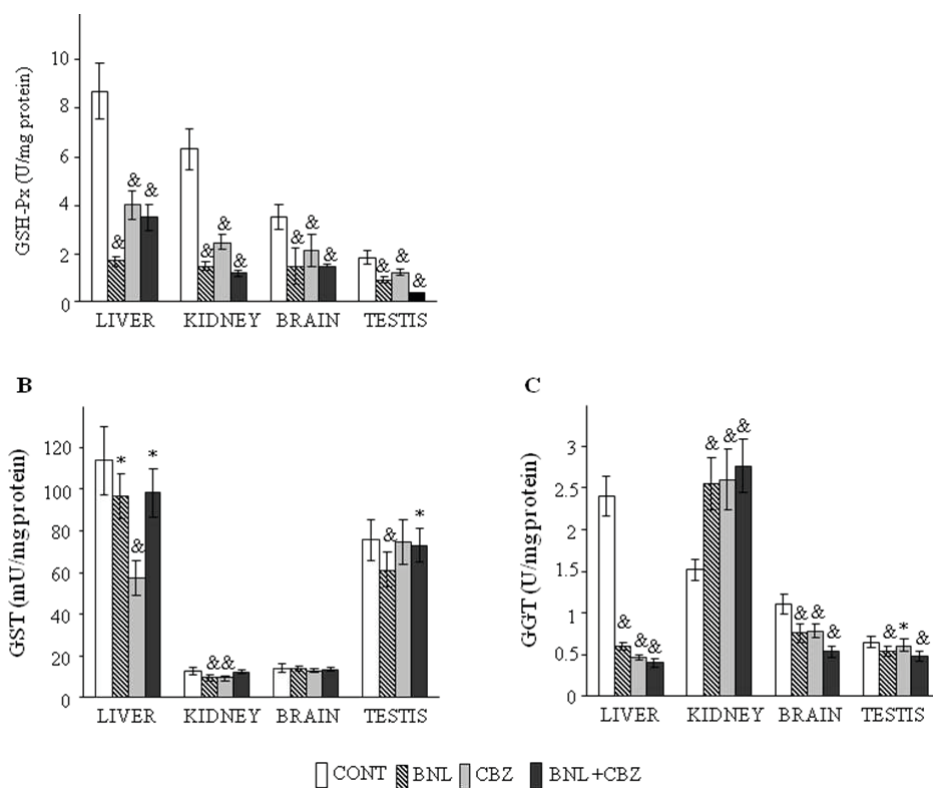 GSH-Px (U/mg protein)
10
8
6
4
2
0
& & &
& & &
& & &
& & &
LIVER KIDNEY BRAIN TESTIS
B
GST (mU/mgprotein)
120
100
80
60
40
20
0
* & *
&&
& *
LIVER KIDNEY BRAIN TESTIS
C
GGT (U/mgprotein)
3
2.5
2
1.5
1
0.5
0
& & &
& & &
& & &
& * &
LIVER KIDNEY BRAIN TESTIS
CONT BNL CBZ BNL+CBZ